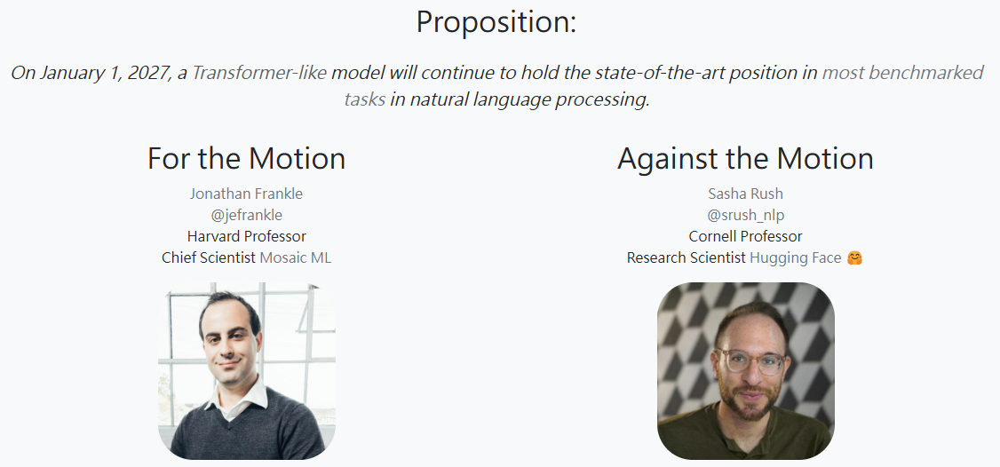 Proposition:
On January 1, 2027, a Transformer-like model will continue to hold the state-of-the-art position in most benchmarked
tasks in natural language processing.
For the Motion
Jonathan Frankle
@jefrankle
Harvard Professor
Chief Scientist Mosaic ML
Against the Motion
Sasha Rush
@srush_nlp
Cornell Professor
Research Scientist Hugging Face 🤗